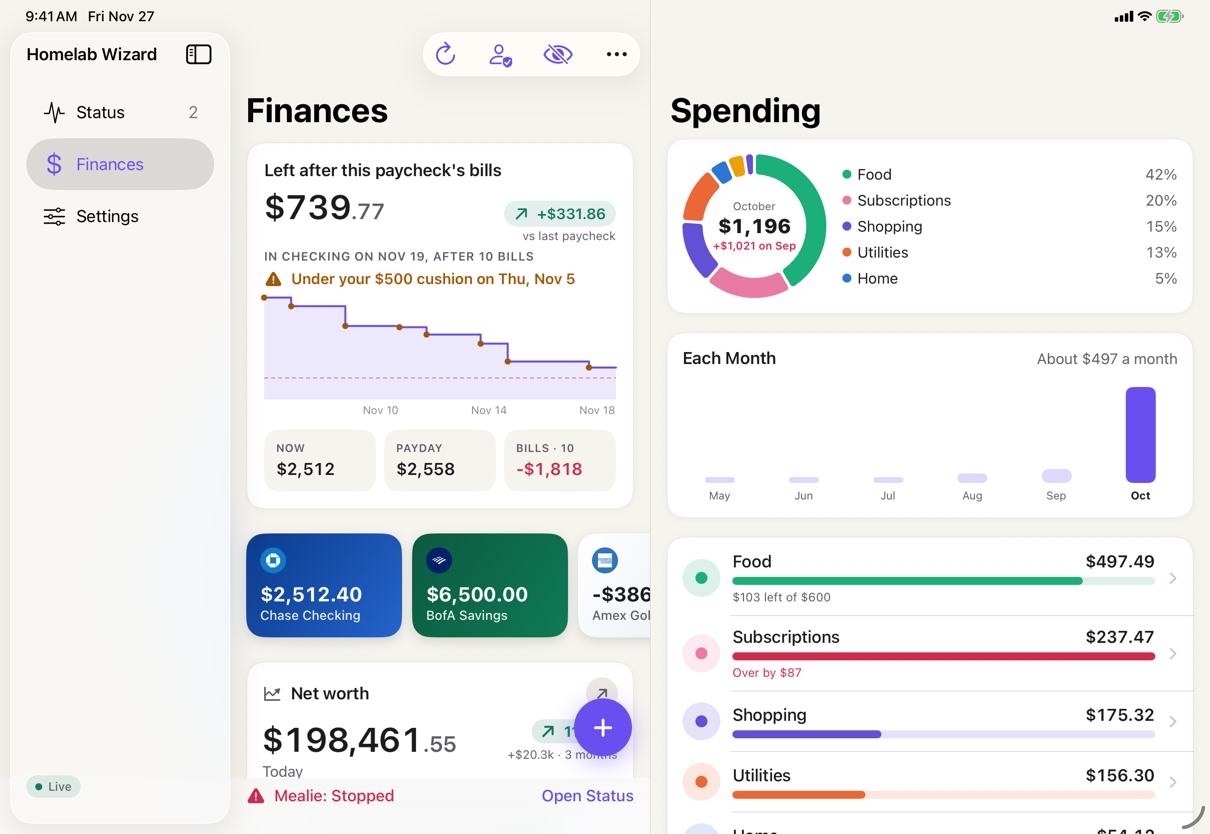 9:41 AM Fri Nov 27
Homelab Wizard
Status 2
Finances
Settings
Live
Finances
Left after this paycheck's bills
$739.77
+$331.86
vs last paycheck
IN CHECKING ON NOV 19, AFTER 10 BILLS
Under your $500 cushion on Thu, Nov 5
Nov 10 Nov 14 Nov 18
NOW
$2,512
PAYDAY
$2,558
BILLS · 10
-$1,818
$2,512.40
Chase Checking
$6,500.00
BofA Savings
-$386
Amex Gol
Net worth
$198,461.55
+$20.3k · 3 months
Today
Mealie: Stopped Open Status
Spending
October
$1,196
+$1,021 on Sep
Food 42%
Subscriptions 20%
Shopping 15%
Utilities 13%
Home 5%
Each Month About $497 a month
May Jun Jul Aug Sep Oct
Food $497.49
$103 left of $600
Subscriptions $237.47
Over by $87
Shopping $175.32
Utilities $156.30